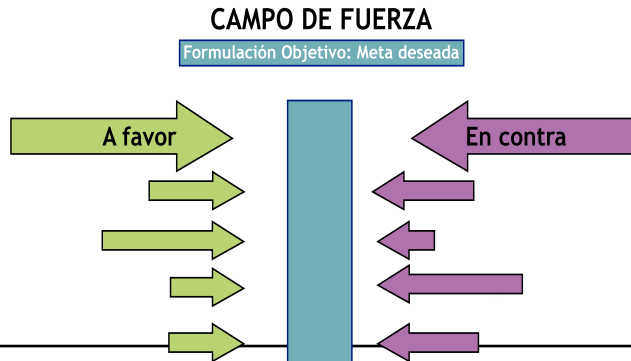 CAMPO DE FUERZA
Formulación Objetivo: Meta deseada
A favor
En contra